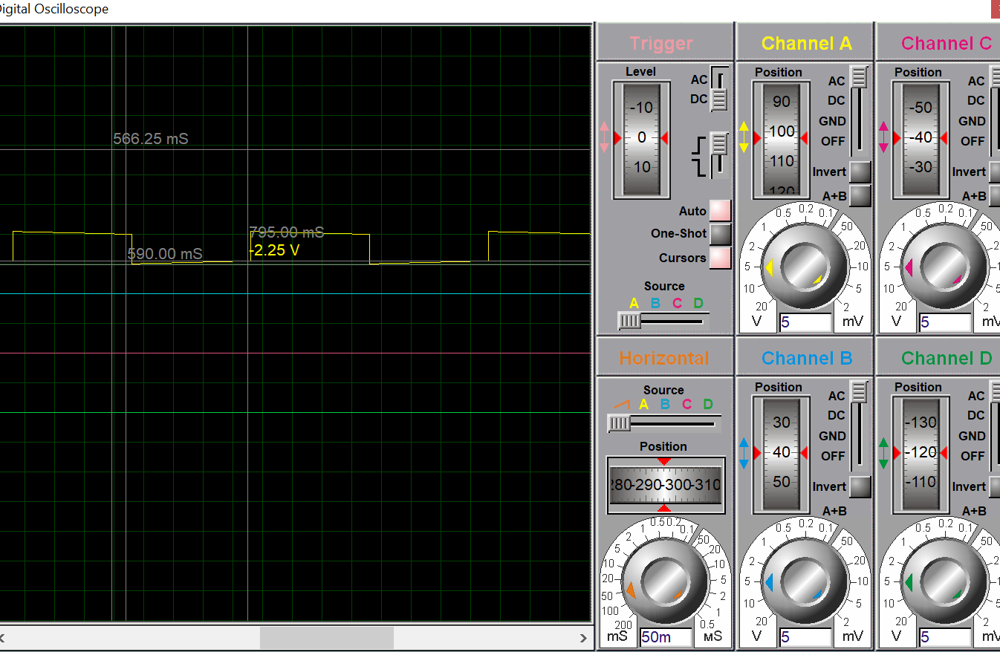 Digital Oscilloscope
566.25 mS
590.00 mS
795.00 mS
-2.25 V
Trigger
Level
-10
0
10
AC
DC
Auto
One-Shot
Cursors
Source
A B C D
Channel A
Position
90
100
110
120
AC
DC
GND
OFF
Invert
A+B
20
10
5
2
1
0.5
0.2
0.1
50
20
10
5
2
V
5
mV
Channel C
Position
-50
-40
-30
AC
DC
GND
OFF
Invert
A+B
20
10
5
2
1
0.5
0.2
0.1
50
V
5
mV
Horizontal
Source
A B C D
Position
280-290-300-310
200
100
50
20
10
5
2
1
0.5
0.2
0.1
50
20
10
5
2
1
0.5
mS
50m
мS
Channel B
Position
30
40
50
AC
DC
GND
OFF
Invert
A+B
20
10
5
2
1
0.5
0.2
0.1
50
20
10
5
2
V
5
mV
Channel D
Position
-130
-120
-110
AC
DC
GND
OFF
Invert
A+B
20
10
5
2
1
0.5
0.2
0.1
50
V
5
mV